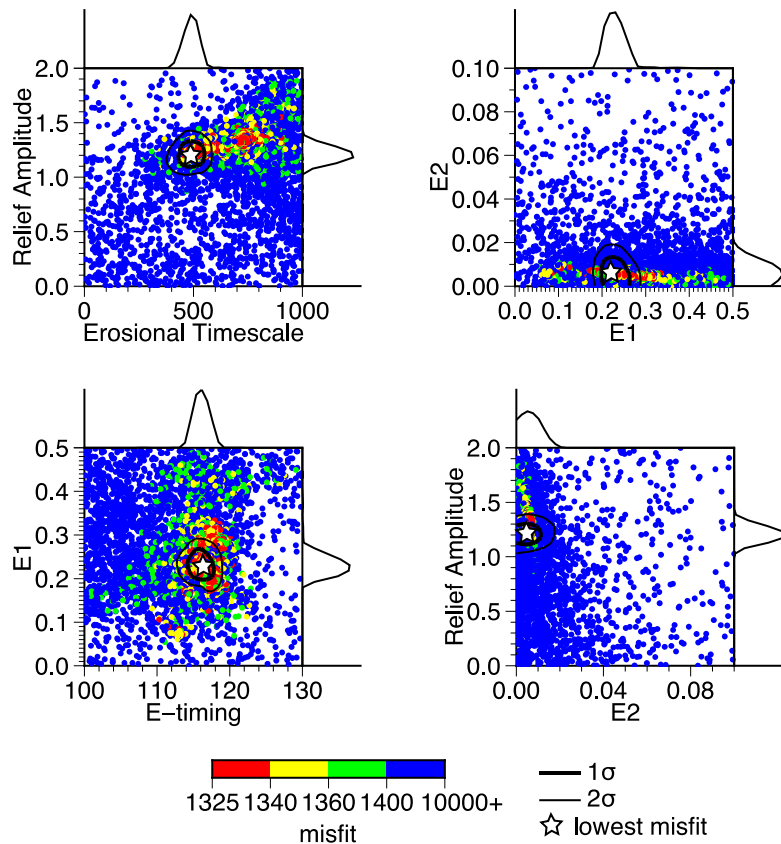 2.0
1.5
1.0
0.5
0.0
Relief Amplitude
0 500 1000
Erosional Timescale
0.10
0.08
0.06
0.04
0.02
0.00
E2
0.0 0.1 0.2 0.3 0.4 0.5
E1
0.5
0.4
0.3
0.2
0.1
0.0
E1
100 110 120 130
E−timing
2.0
1.5
1.0
0.5
0.0
Relief Amplitude
0.00 0.04 0.08
E2
1325 1340 1360 1400 10000+
misfit
1σ
2σ
lowest misfit